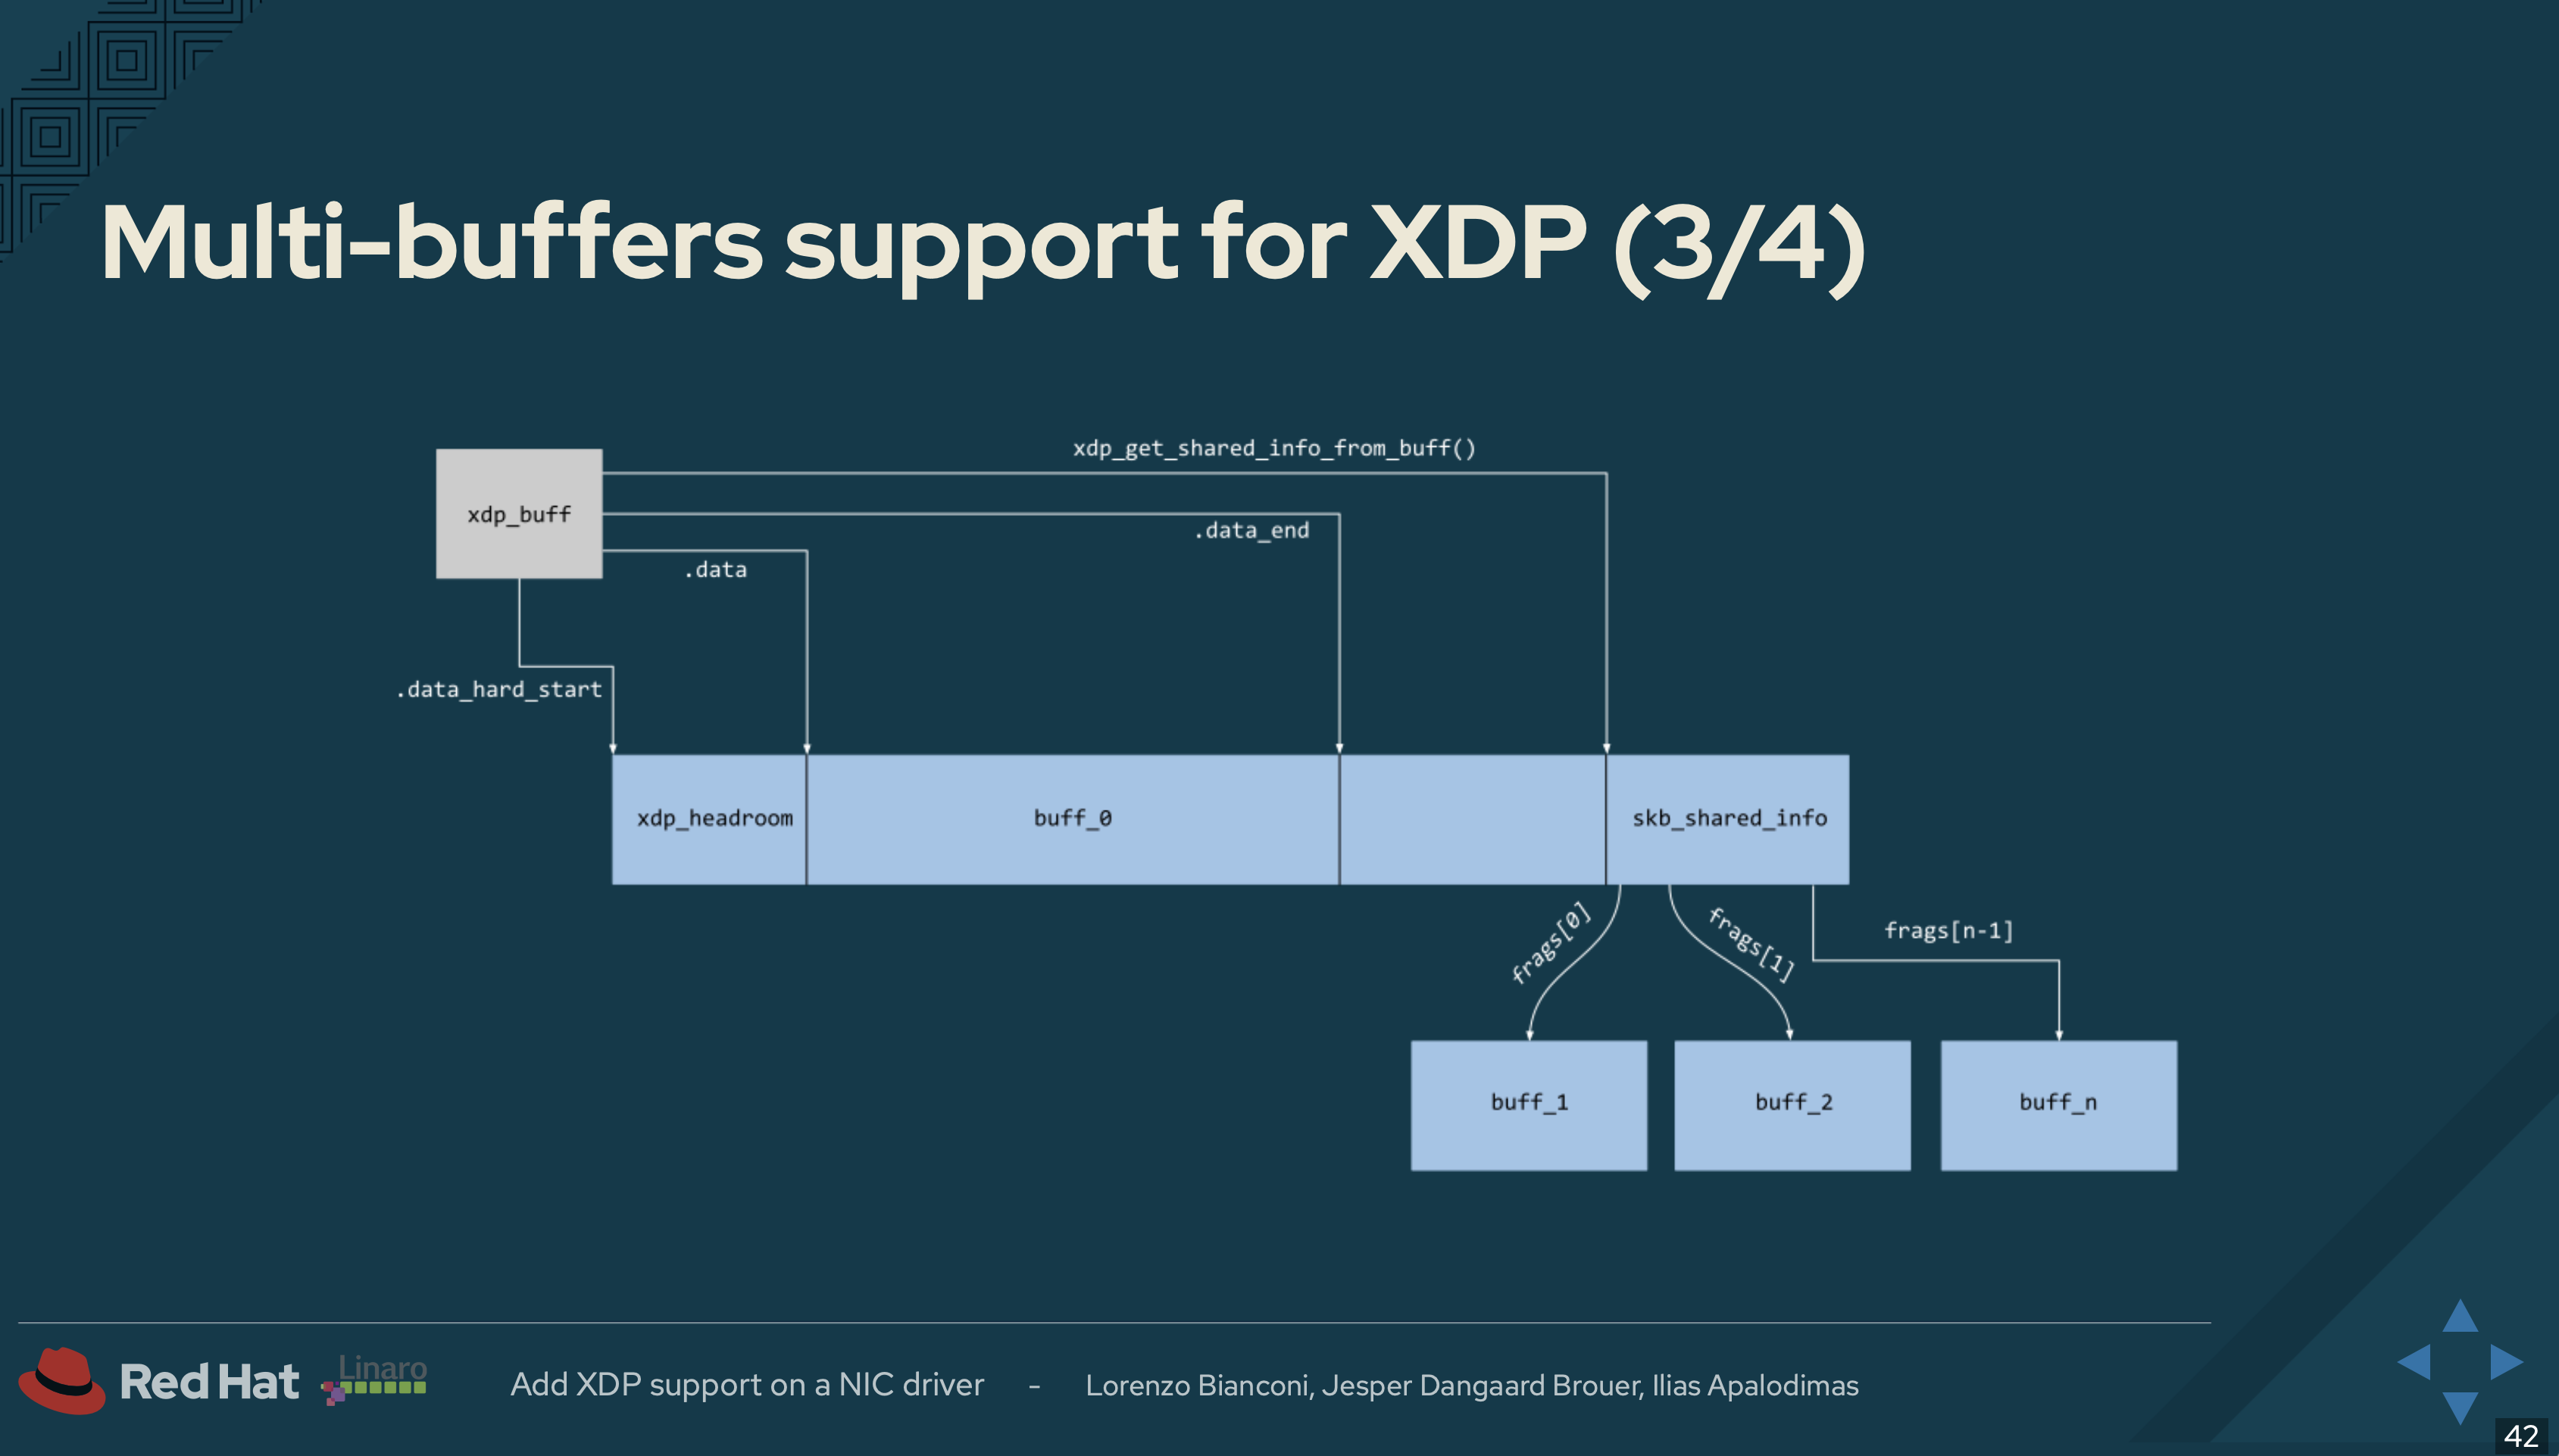 Multi-buffers support for XDP (3/4)
xdp_get_shared_info_from_buff()
xdp_buff
.data_end
.data
.data_hard_start
xdp_headroom
buff_0
skb_shared_info
frags[0]
frags[1]
frags[n-1]
buff_1
buff_2
buff_n
Red Hat
Linaro
Add XDP support on a NIC driver - Lorenzo Bianconi, Jesper Dangaard Brouer, Ilias Apalodimas
42